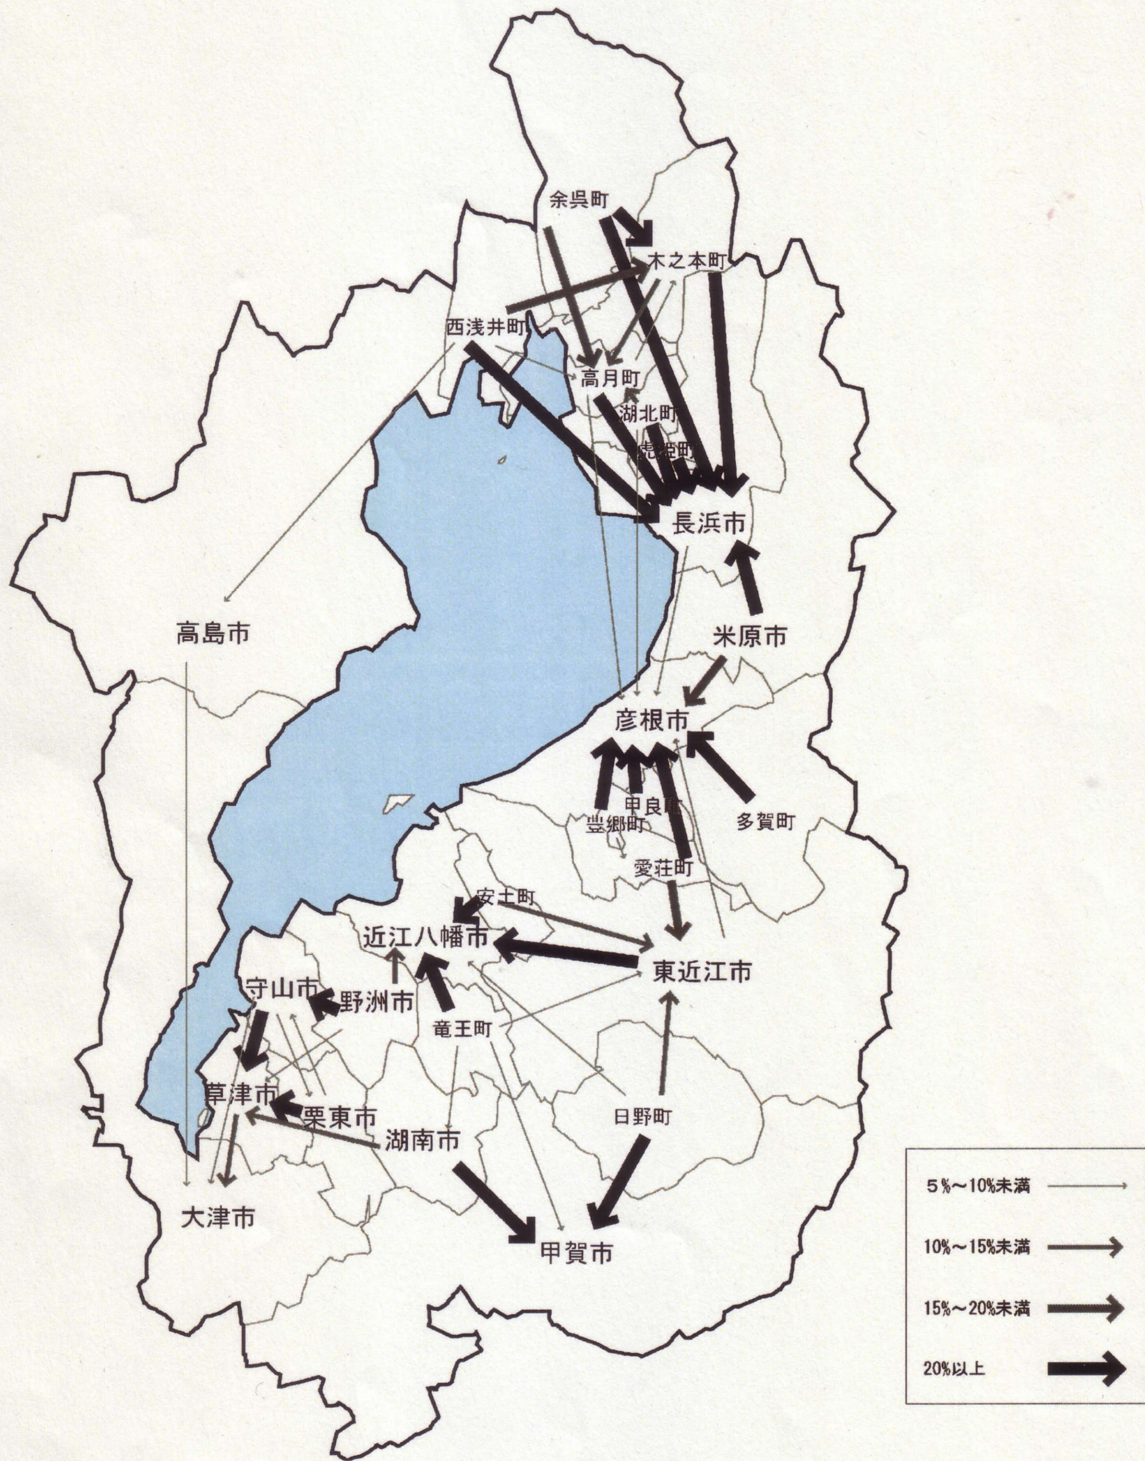 余呉町
木之本町
西浅井町
高月町
湖北町
虎姫町
長浜市
高島市
米原市
彦根市
甲良町
豊郷町
多賀町
愛荘町
安土町
近江八幡市
東近江市
守山市
野洲市
竜王町
草津市
栗東市
日野町
湖南市
大津市
甲賀市
5%~10%未満
10%~15%未満
15%~20%未満
20%以上